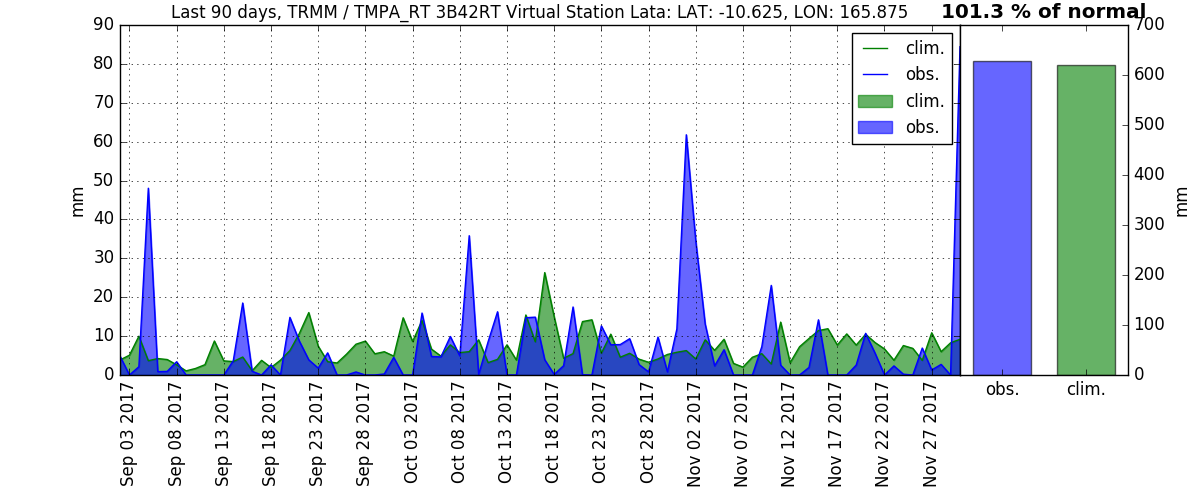 Last 90 days, TRMM / TMPA_RT 3B42RT Virtual Station Lata: LAT: -10.625, LON: 165.875
101.3 % of normal
90
80
70
60
50
40
30
20
10
0
mm
clim.
obs.
clim.
obs.
Sep 03 2017
Sep 08 2017
Sep 13 2017
Sep 18 2017
Sep 23 2017
Sep 28 2017
Oct 03 2017
Oct 08 2017
Oct 13 2017
Oct 18 2017
Oct 23 2017
Oct 28 2017
Nov 02 2017
Nov 07 2017
Nov 12 2017
Nov 17 2017
Nov 22 2017
Nov 27 2017
obs.
clim.
700
600
500
400
300
200
100
0
mm